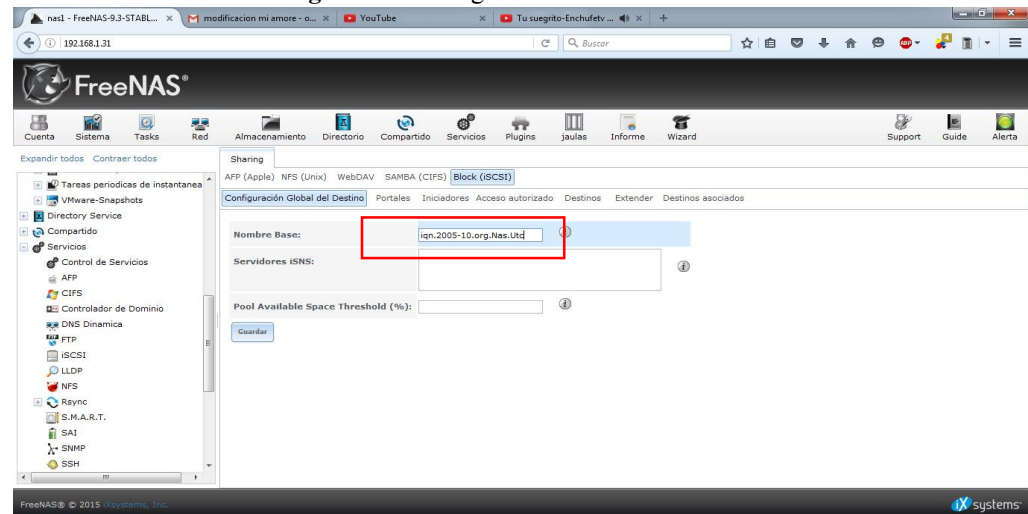 nas1 - FreeNAS-9.3-STABL...
modificacion mi amore - o...
YouTube
Tu suegrito-Enchufetv ...
192.168.1.31
Buscar
ABP
4
FreeNAS®
Cuenta Sistema Tasks Red Almacenamiento Directorio Compartido Servicios Plugins jaulas Informe Wizard Support Guide Alerta
Expandir todos Contraer todos
Sharing
AFP (Apple) NFS (Unix) WebDAV SAMBA (CIFS) Block (iSCSI)
Configuración Global del Destino Portales Iniciadores Acceso autorizado Destinos Extender Destinos asociados
Tareas periodicas de instantanea
VMware-Snapshots
Directory Service
Compartido
Servicios
Control de Servicios
AFP
CIFS
Controlador de Dominio
DNS Dinamica
FTP
iSCSI
LLDP
NFS
Rsync
S.M.A.R.T.
SAI
SNMP
SSH
Nombre Base: iqn.2005-10.org.Nas.Utc
Servidores iSNS:
Pool Available Space Threshold (%):
Guardar
FreeNAS® © 2015 iXsystems, Inc.
iX systems